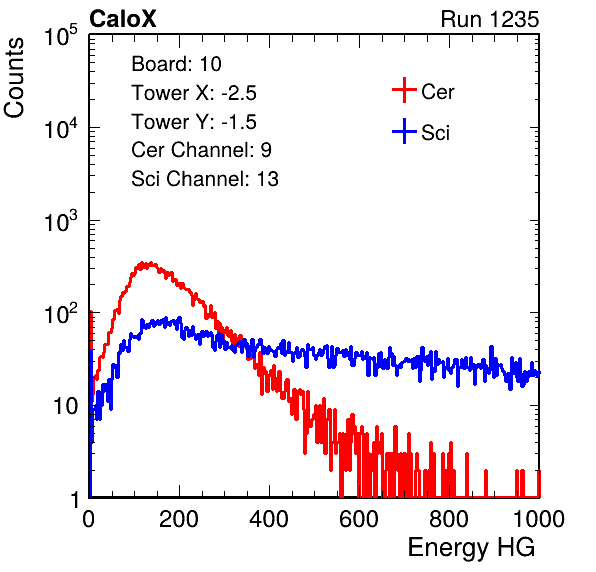 CaloX Run 1235
Counts
10^5
10^4
10^3
10^2
10
1
Board: 10
Tower X: -2.5
Tower Y: -1.5
Cer Channel: 9
Sci Channel: 13
Cer
Sci
0 200 400 600 800 1000
Energy HG